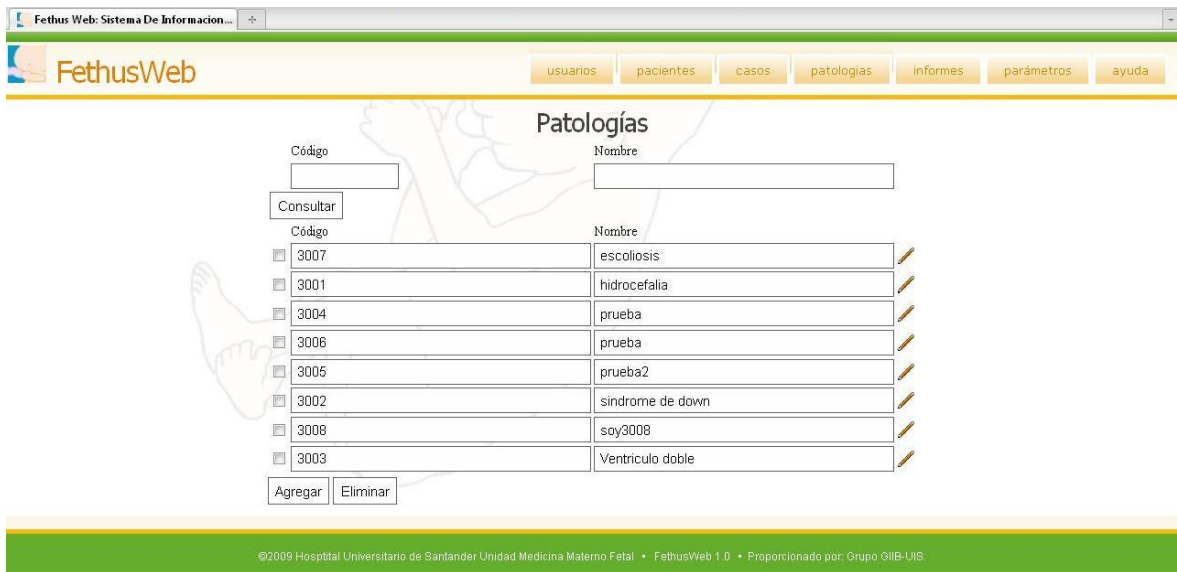 Fethus Web: Sistema De Informacion...
FethusWeb
usuarios pacientes casos patologias informes parámetros ayuda
Patologías
Código Nombre
Consultar
Código Nombre
3007 escoliosis
3001 hidrocefalia
3004 prueba
3006 prueba
3005 prueba2
3002 sindrome de down
3008 soy3008
3003 Ventriculo doble
Agregar Eliminar
©2009 Hosptital Universitario de Santander Unidad Medicina Materno Fetal • FethusWeb 1.0 • Proporcionado por: Grupo GIIB-UIS